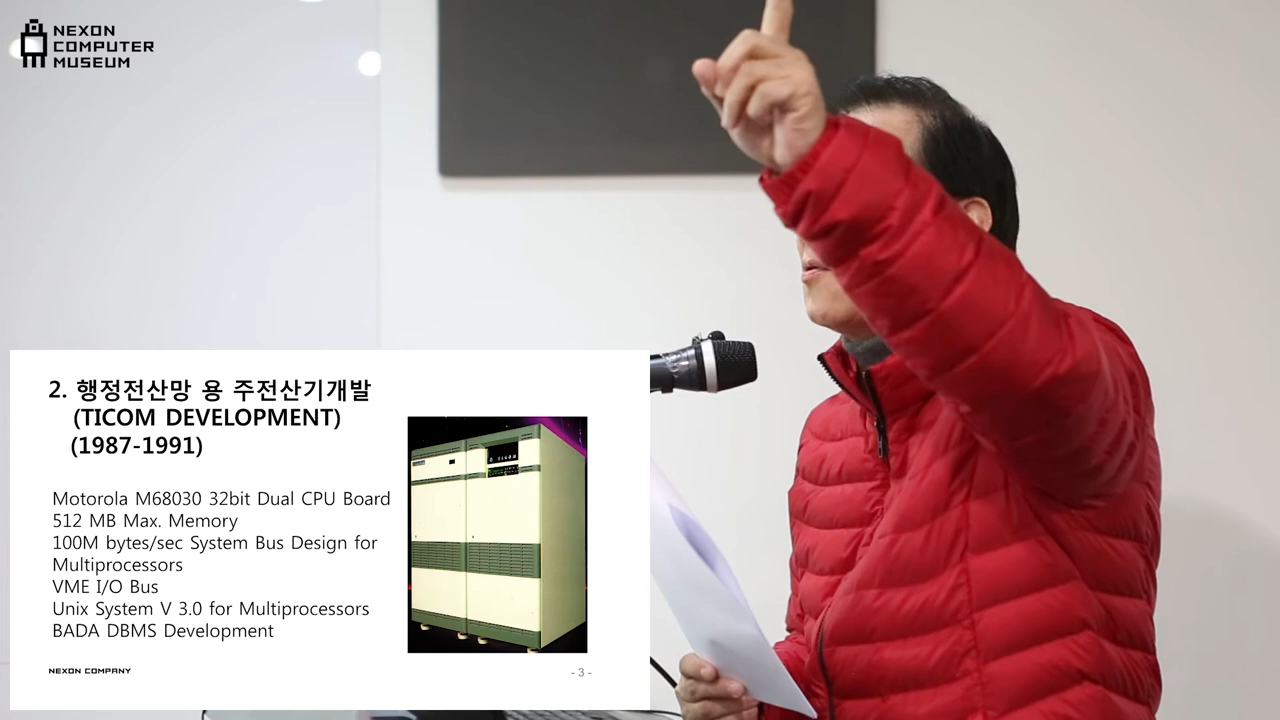 NEXON
COMPUTER
MUSEUM
2. 행정전산망 용 주전산기개발
(TICOM DEVELOPMENT)
(1987-1991)
Motorola M68030 32bit Dual CPU Board
512 MB Max. Memory
100M bytes/sec System Bus Design for
Multiprocessors
VME I/O Bus
Unix System V 3.0 for Multiprocessors
BADA DBMS Development
NEXON COMPANY
- 3 -